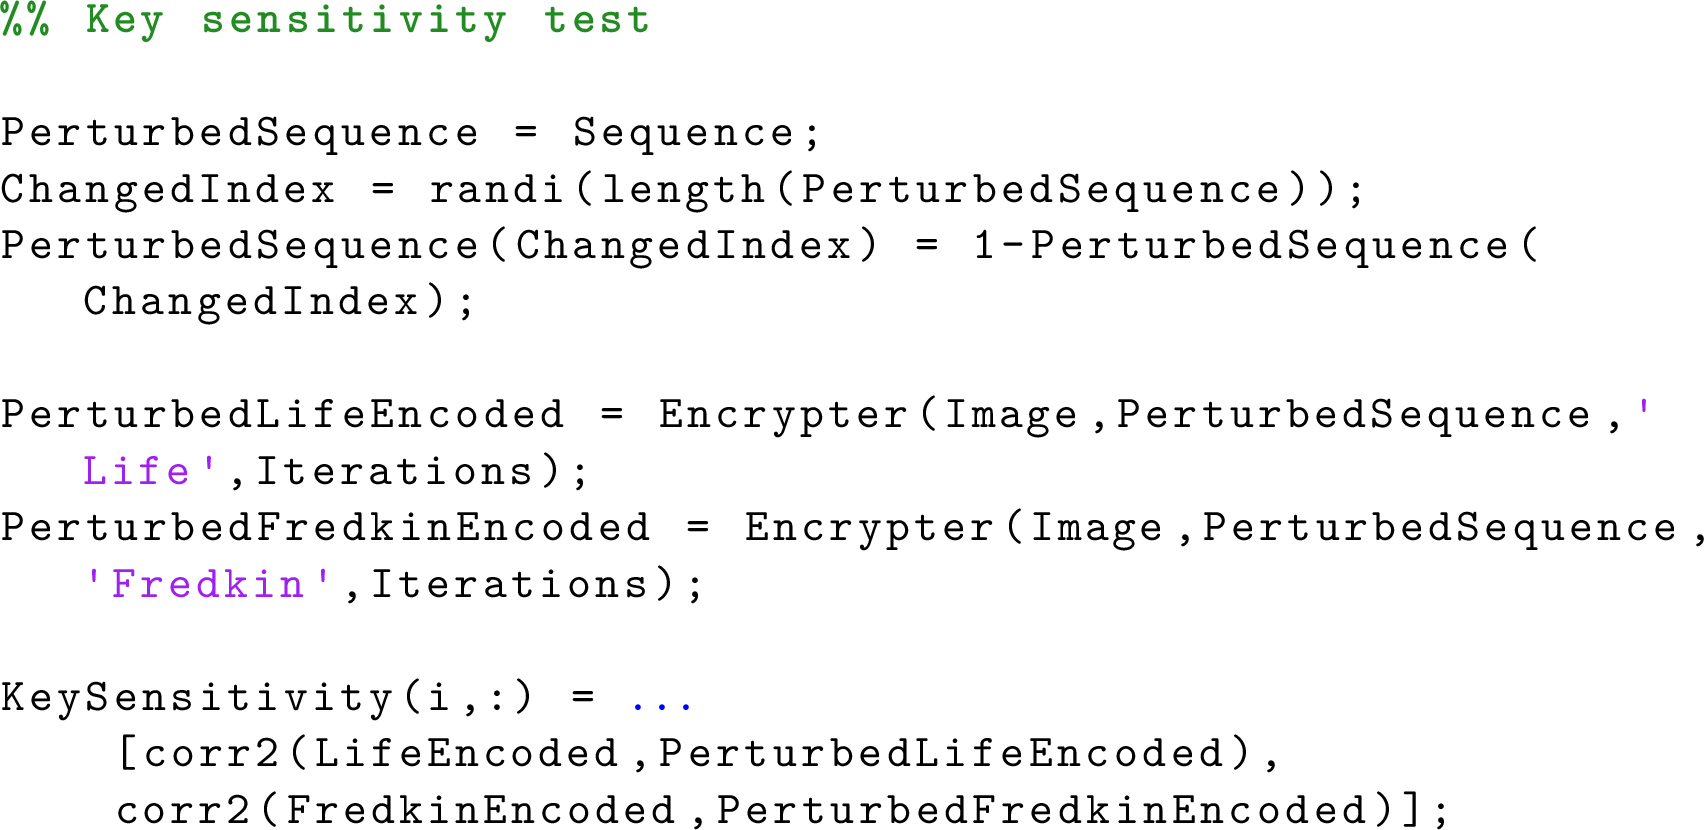 %% Key sensitivity test
PerturbedSequence = Sequence;
ChangedIndex = randi(length(PerturbedSequence));
PerturbedSequence(ChangedIndex) = 1-PerturbedSequence(
ChangedIndex);
PerturbedLifeEncoded = Encrypter(Image,PerturbedSequence,'
Life',Iterations);
PerturbedFredkinEncoded = Encrypter(Image,PerturbedSequence,
'Fredkin',Iterations);
KeySensitivity(i,:) = ...
[corr2(LifeEncoded,PerturbedLifeEncoded),
corr2(FredkinEncoded,PerturbedFredkinEncoded)];